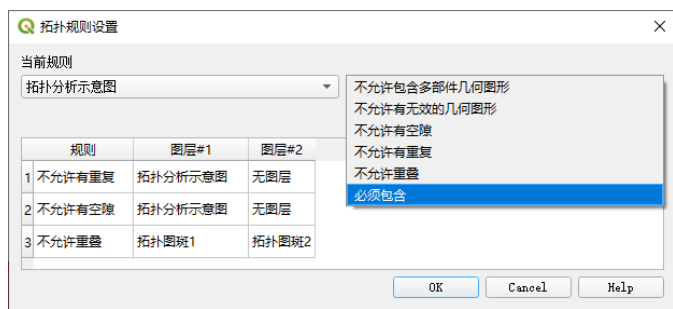 拓扑规则设置
当前规则
拓扑分析示意图
不允许包含多部件几何图形
不允许有无效的几何图形
不允许有空隙
不允许有重复
不允许重叠
必须包含
规则 图层#1 图层#2
1 不允许有重复 拓扑分析示意图 无图层
2 不允许有空隙 拓扑分析示意图 无图层
3 不允许重叠 拓扑图斑1 拓扑图斑2
OK Cancel Help